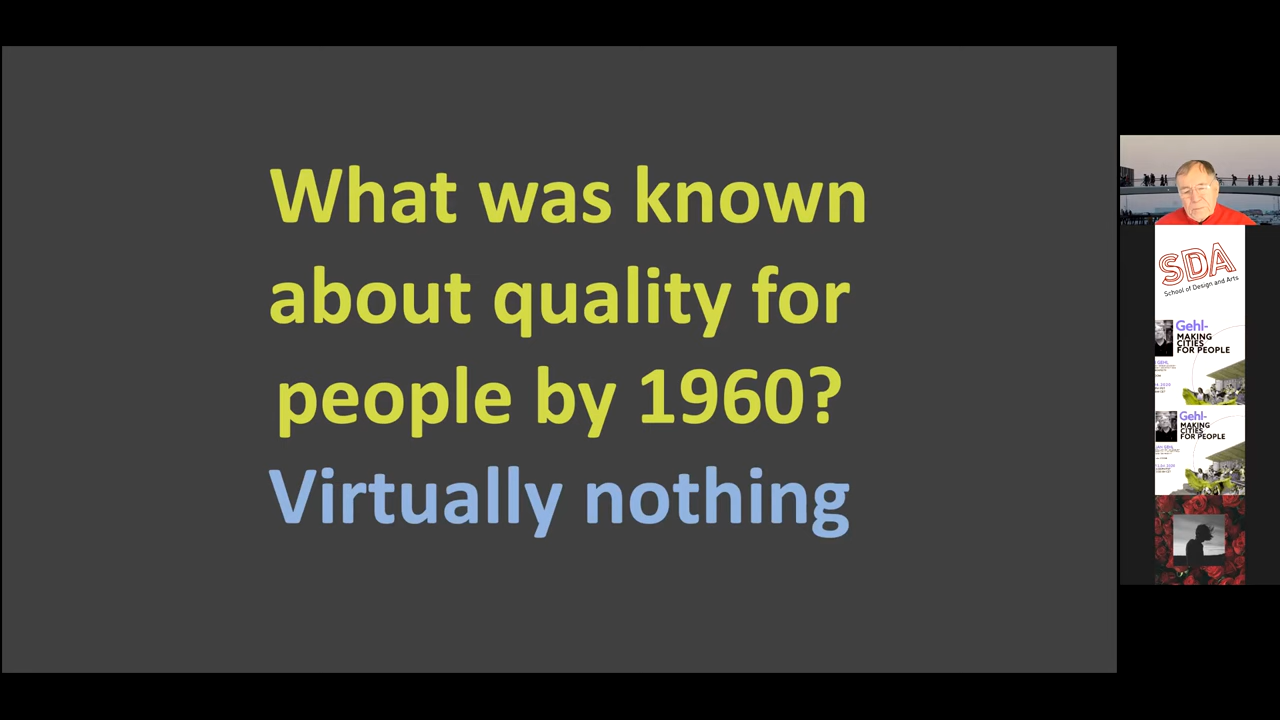 What was known
about quality for
people by 1960?
Virtually nothing
SDA
School of Design and Arts
Gehl-
MAKING
CITIES
FOR PEOPLE
Gehl-
MAKING
CITIES
FOR PEOPLE